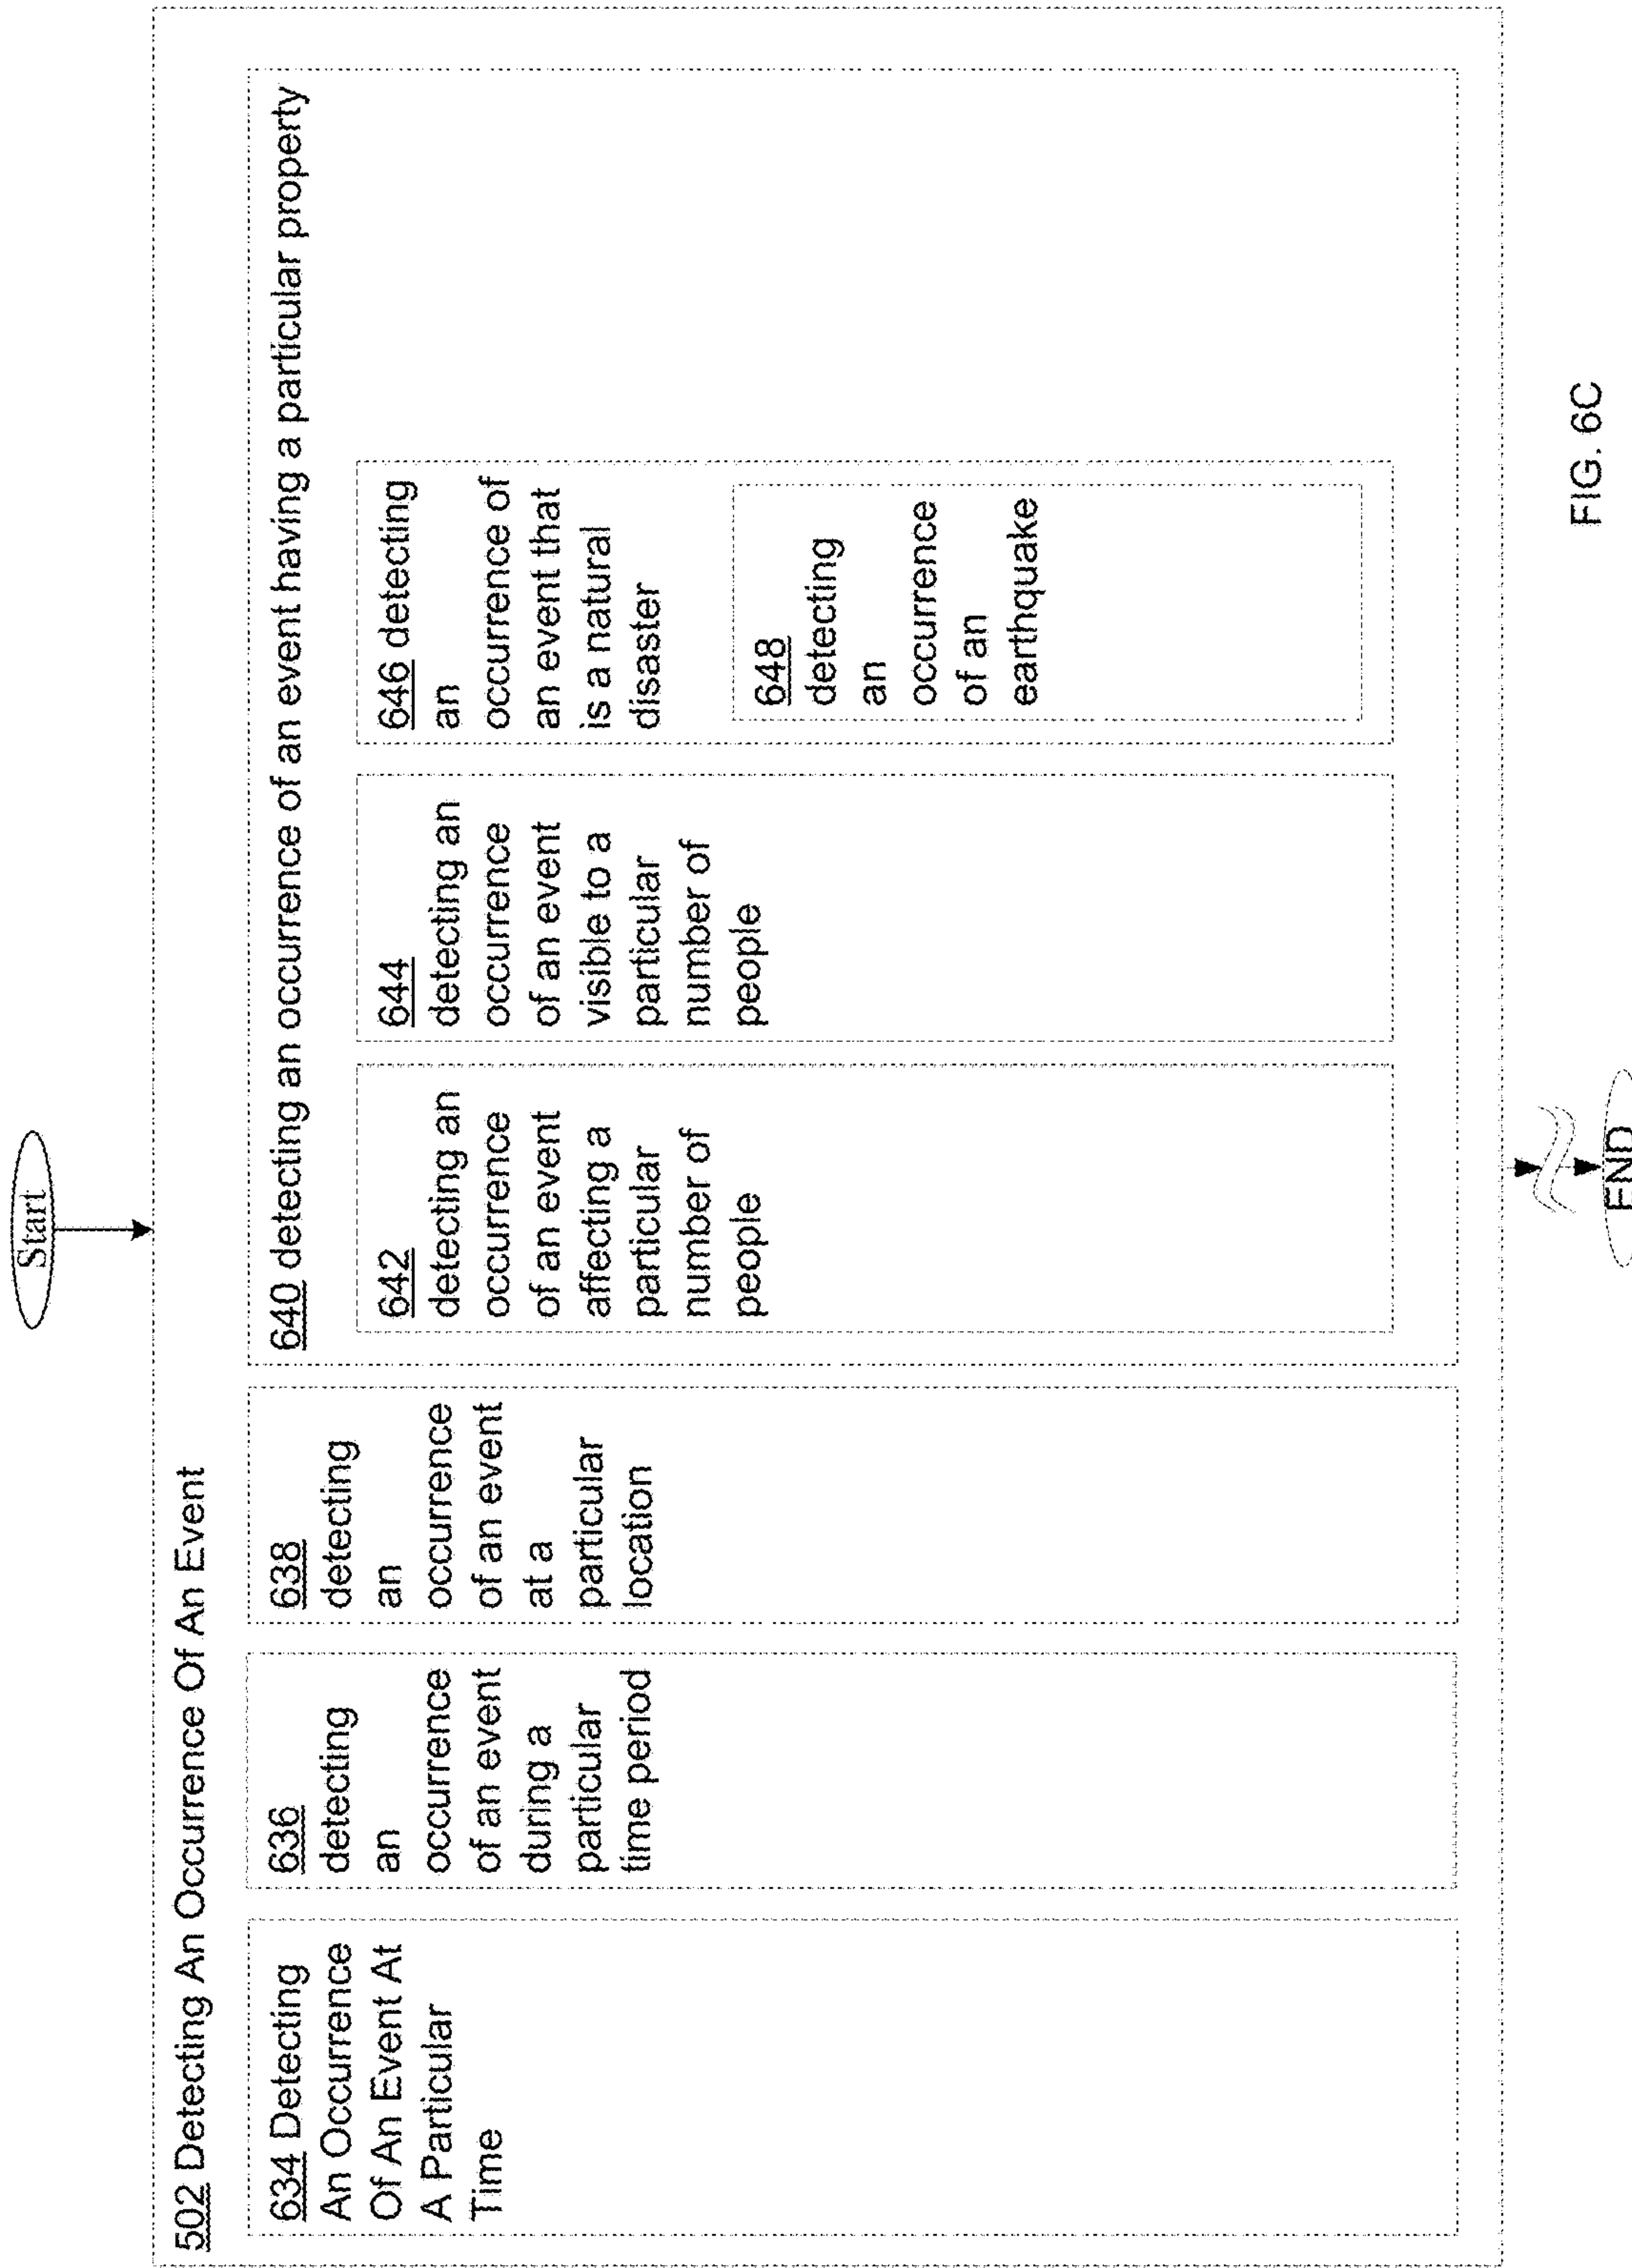 Start
502 Detecting An Occurrence Of An Event
634 Detecting
An Occurrence
Of An Event At
A Particular
Time
636
detecting
an
occurrence
of an event
during a
particular
time period
638
detecting
an
occurrence
of an event
at a
particular
location
640 detecting an occurrence of an event having a particular property
642
detecting an
occurrence
of an event
affecting a
particular
number of
people
644
detecting an
occurrence
of an event
visible to a
particular
number of
people
646 detecting
an
occurrence of
an event that
is a natural
disaster
648
detecting
an
occurrence
of an
earthquake
END
FIG. 6C